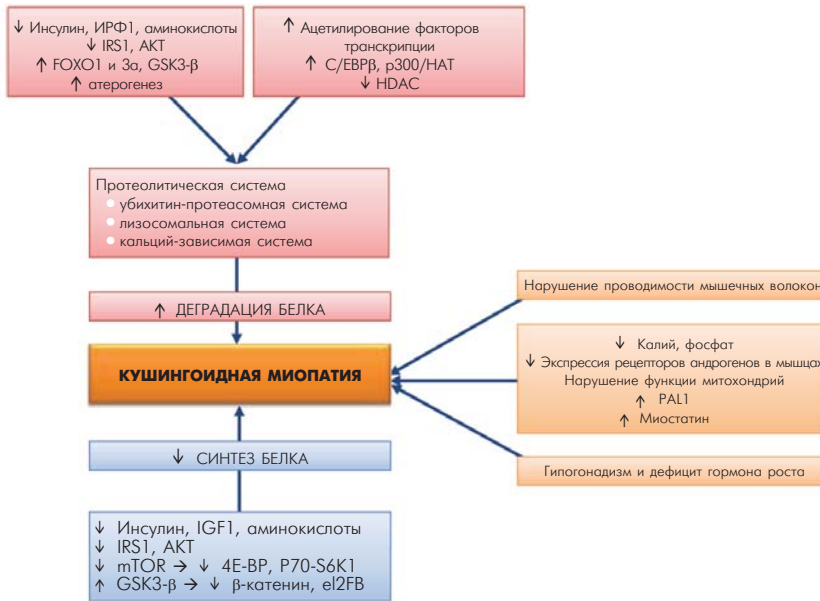 ↓ Инсулин, ИРФ1, аминокислоты
↓ IRS1, АКТ
↑ FOXO1 и 3a, GSK3-β
↑ атерогенез
↑ Ацетилирование факторов
транскрипции
↑ C/EBPβ, p300/HAT
↓ HDAC
Протеолитическая система
убихитин-протеасомная система
лизосомальная система
кальций-зависимая система
↑ ДЕГРАДАЦИЯ БЕЛКА
КУШИНГОИДНАЯ МИОПАТИЯ
↓ СИНТЕЗ БЕЛКА
↓ Инсулин, IGF1, аминокислоты
↓ IRS1, АКТ
↓ mTOR → ↓ 4E-BP, P70-S6K1
↑ GSK3-β → ↓ β-катенин, eI2FB
Нарушение проводимости мышечных волокон
↓ Калий, фосфат
↓ Экспрессия рецепторов андрогенов в мышцах
Нарушение функции митохондрий
↑ PAL1
↑ Миостатин
Гипогонадизм и дефицит гормона роста